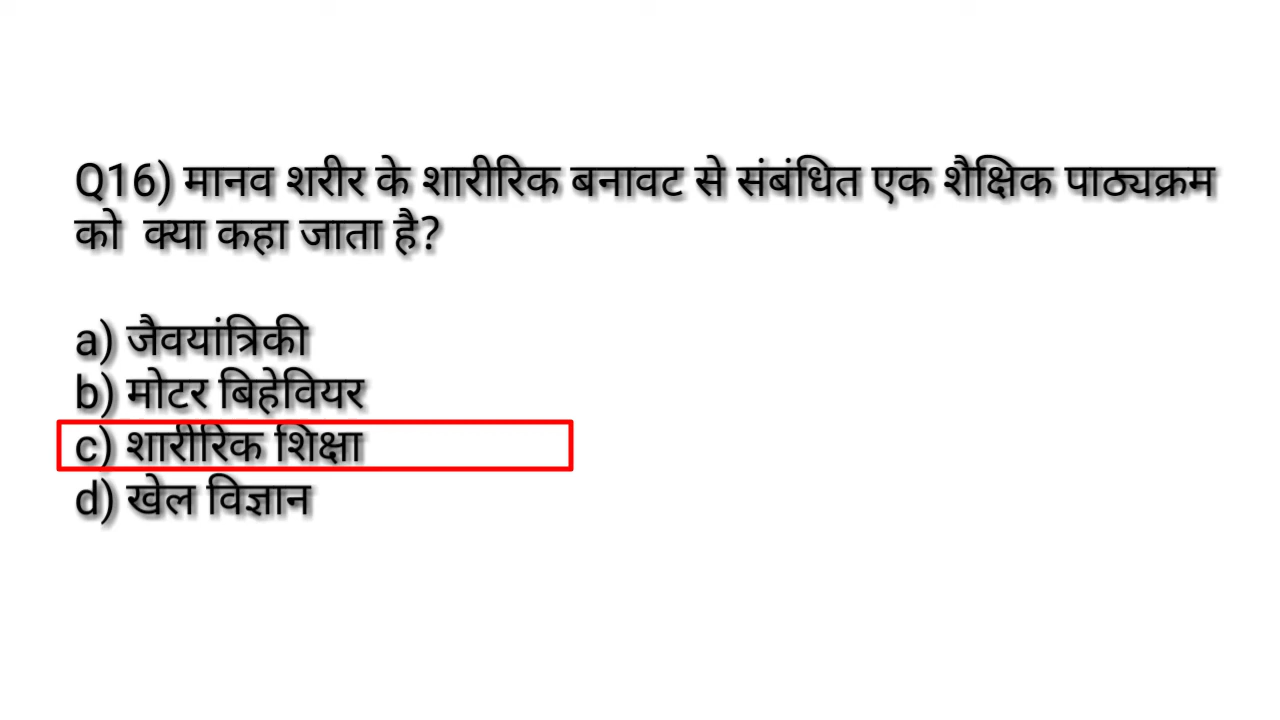 Q16) मानव शरीर के शारीरिक बनावट से संबंधित एक शैक्षिक पाठ्यक्रम
को क्या कहा जाता है?
a) जैवयांत्रिकी
b) मोटर बिहेवियर
c) शारीरिक शिक्षा
d) खेल विज्ञान